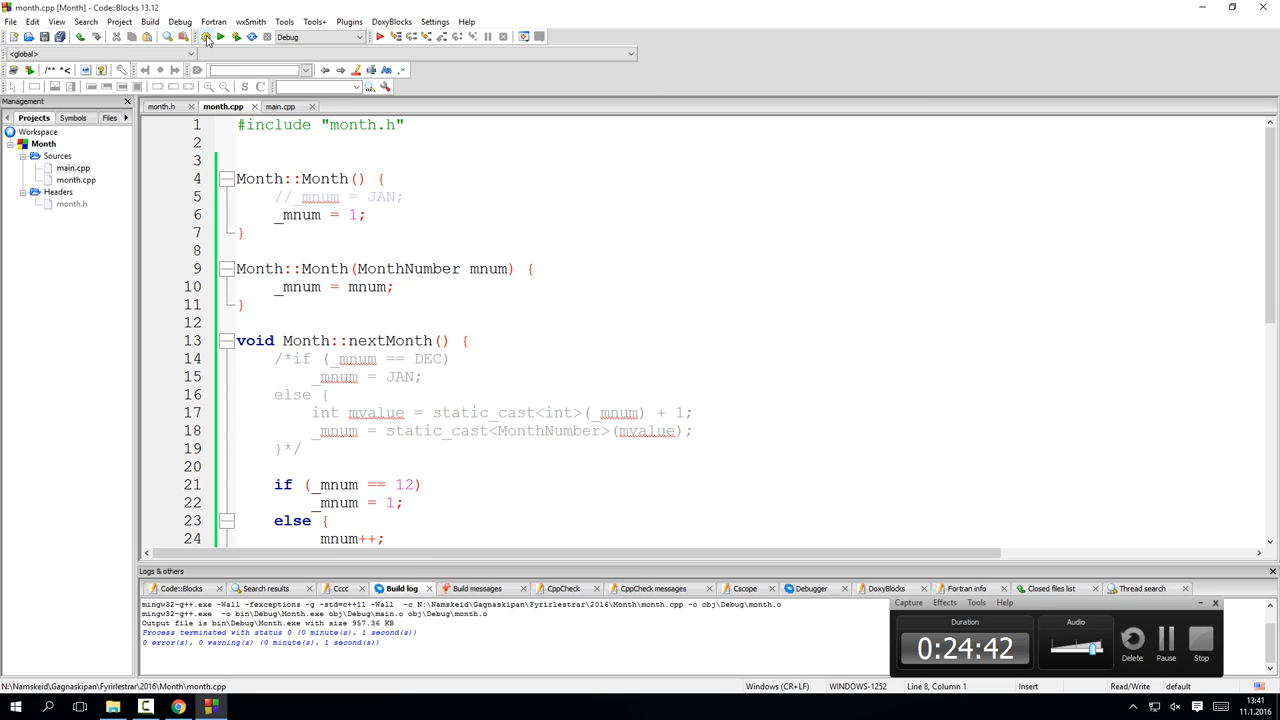 month.cpp [Month] - Code::Blocks 13.12
File Edit View Search Project Build Debug Fortran wxSmith Tools Tools+ Plugins DoxyBlocks Settings Help
Debug
<global>
/** *<
S C
Management
month.h month.cpp main.cpp
Projects Symbols Files
Workspace
Month
Sources
main.cpp
month.cpp
Headers
month.h
1 #include "month.h"
2
3
4 Month::Month() {
5 //_mnum = JAN;
6 _mnum = 1;
7 }
8
9 Month::Month(MonthNumber mnum) {
10 _mnum = mnum;
11 }
12
13 void Month::nextMonth() {
14 /*if (_mnum == DEC)
15 _mnum = JAN;
16 else {
17 int mvalue = static_cast<int>(_mnum) + 1;
18 _mnum = static_cast<MonthNumber>(mvalue);
19 }*/
20
21 if (_mnum == 12)
22 _mnum = 1;
23 else {
24 mnum++;
Logs & others
Code::Blocks Search results Cccc Build log Build messages CppCheck CppCheck messages Cscope Debugger DoxyBlocks Fortran info Closed files list Thread search
mingw32-g++.exe -Wall -fexceptions -g -std=c++11 -Wall -c N:\Namskeid\Gagnaskipan\Fyrirlestrar\2016\Month\month.cpp -o obj\Debug\month.o
mingw32-g++.exe -o bin\Debug\Month.exe obj\Debug\main.o obj\Debug\month.o
Output file is bin\Debug\Month.exe with size 957.36 KB
Process terminated with status 0 (0 minute(s), 1 second(s))
0 error(s), 0 warning(s) (0 minute(s), 1 second(s))
Capture Effects Tools Help
Duration
0:24:42
Audio
Delete Pause Stop
N:\Namskeid\Gagnaskipan\Fyrirlestrar\2016\Month\month.cpp Windows (CR+LF) WINDOWS-1252 Line 8, Column 1 Insert Read/Write default
13:41
11.1.2016